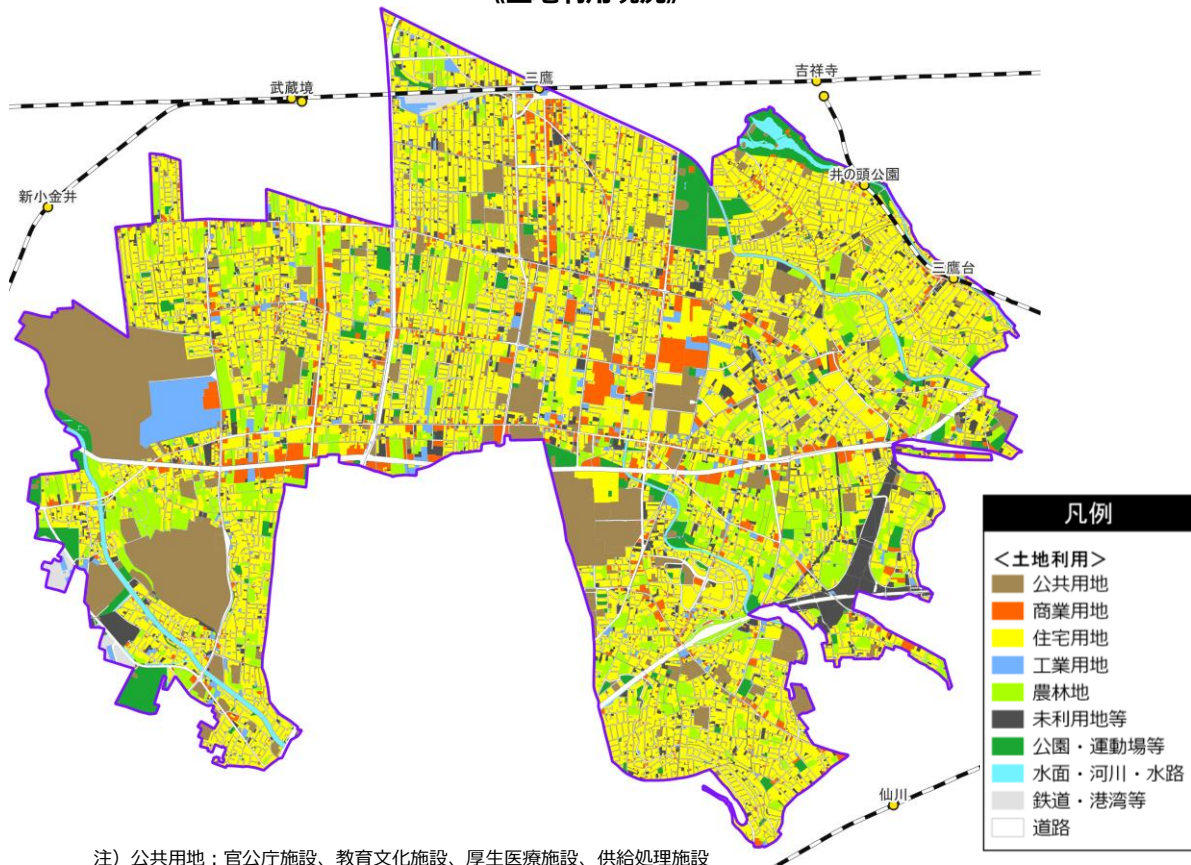 武蔵境
三鷹
吉祥寺
新小金井
井の頭公園
三鷹台
仙川
凡例
<土地利用>
公共用地
商業用地
住宅用地
工業用地
農林地
未利用地等
公園・運動場等
水面・河川・水路
鉄道・港湾等
道路
注）公共用地：官公庁施設、教育文化施設、厚生医療施設、供給処理施設